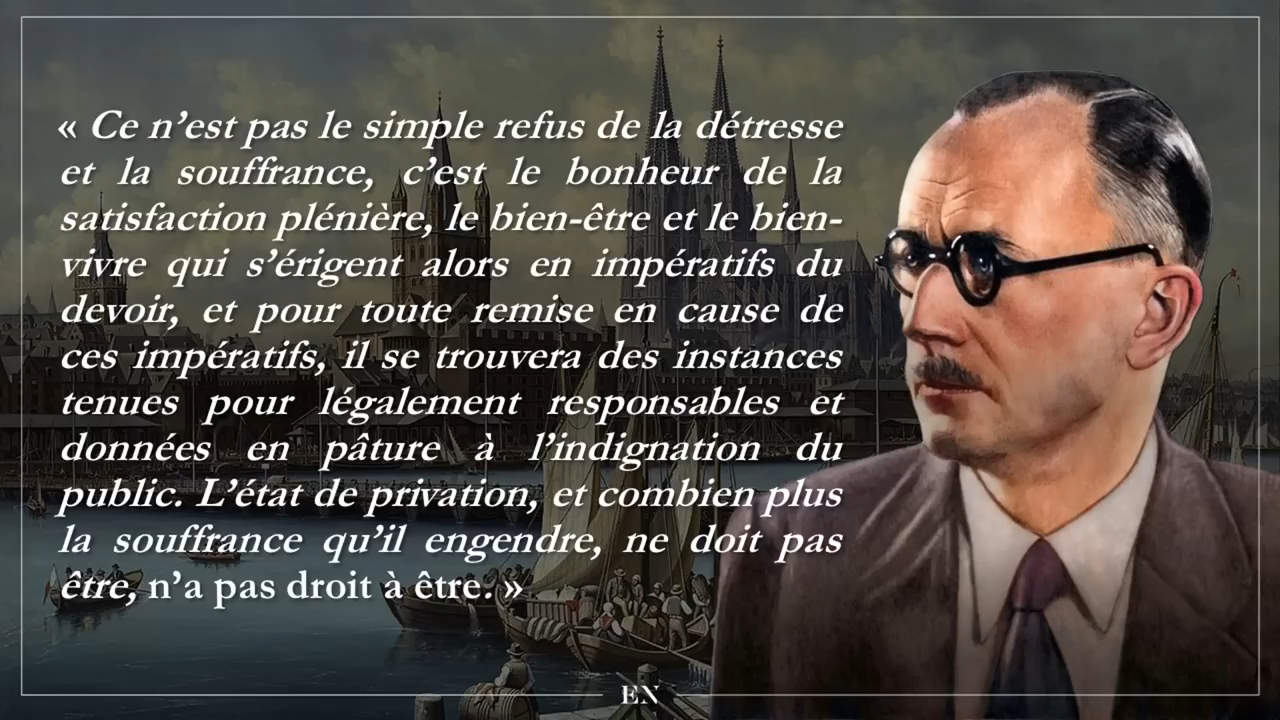 « Ce n’est pas le simple refus de la détresse
et la souffrance, c’est le bonheur de la
satisfaction plénière, le bien-être et le bien-
vivre qui s’érigent alors en impératifs du
devoir, et pour toute remise en cause de
ces impératifs, il se trouvera des instances
tenues pour légalement responsables et
données en pâture à l’indignation du
public. L’état de privation, et combien plus
la souffrance qu’il engendre, ne doit pas
être, n’a pas droit à être. »
EN